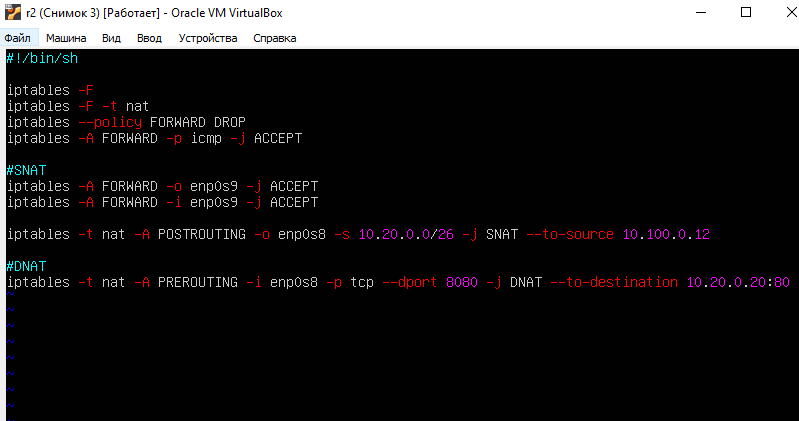 r2 (Снимок 3) [Работает] - Oracle VM VirtualBox
Файл Машина Вид Ввод Устройства Справка
#!/bin/sh
iptables -F
iptables -F -t nat
iptables --policy FORWARD DROP
iptables -A FORWARD -p icmp -j ACCEPT
#SNAT
iptables -A FORWARD -o enp0s9 -j ACCEPT
iptables -A FORWARD -i enp0s9 -j ACCEPT
iptables -t nat -A POSTROUTING -o enp0s8 -s 10.20.0.0/26 -j SNAT --to-source 10.100.0.12
#DNAT
iptables -t nat -A PREROUTING -i enp0s8 -p tcp --dport 8080 -j DNAT --to-destination 10.20.0.20:80
~
~
~
~
~
~
~
~